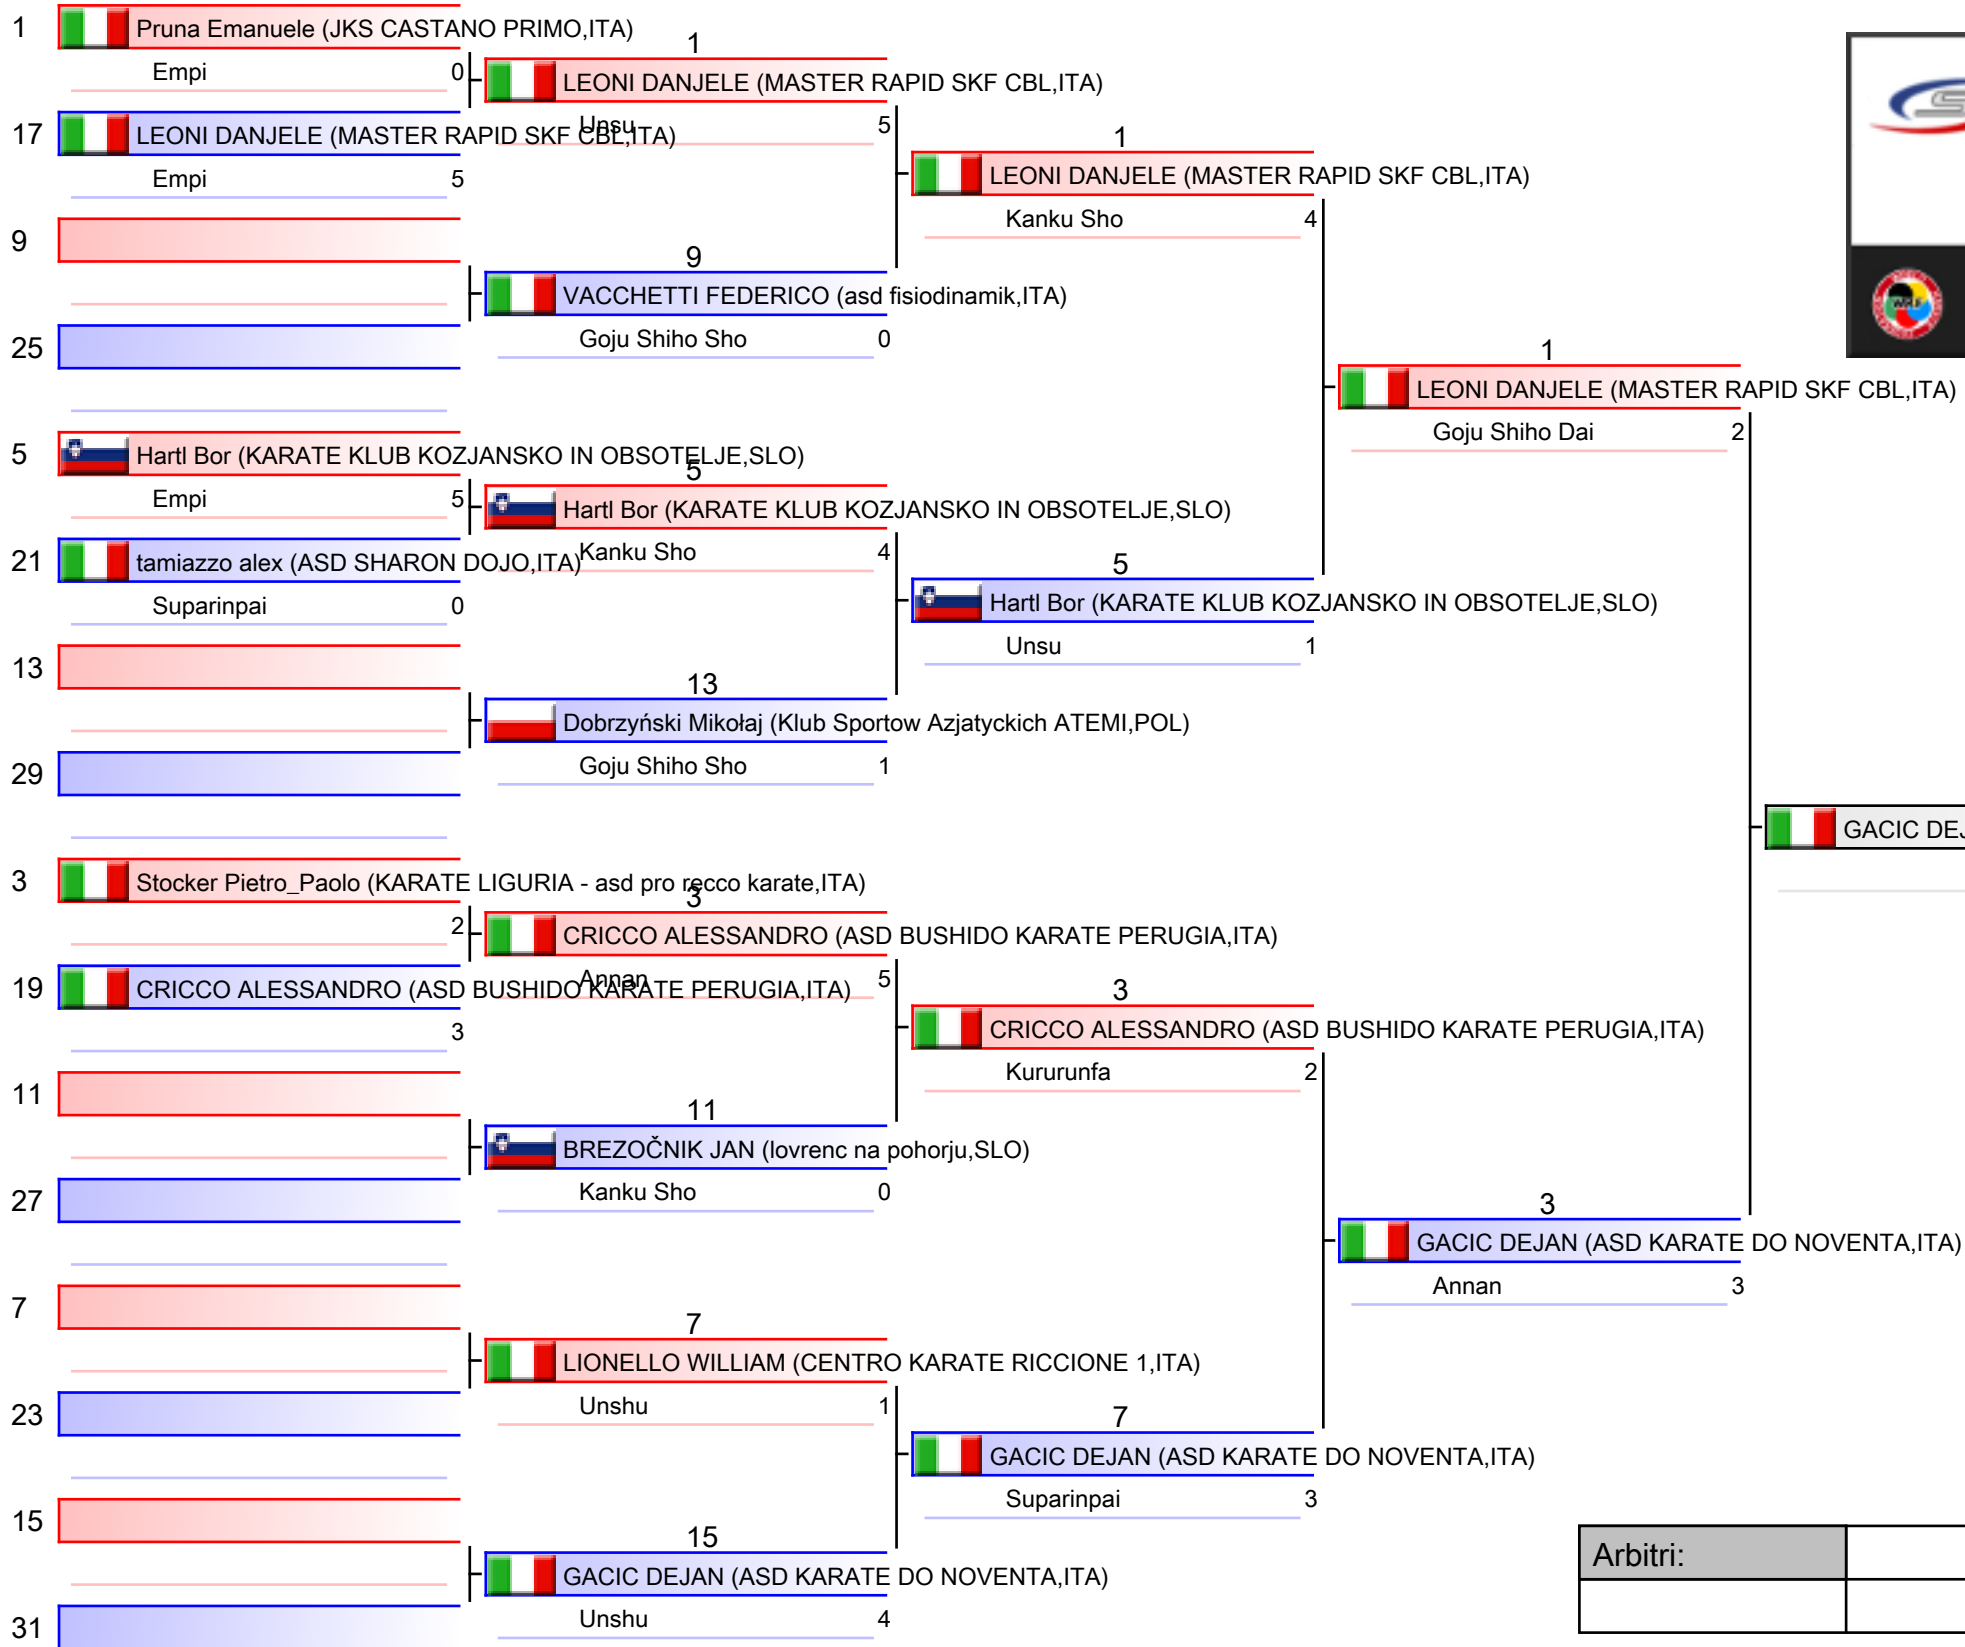 1 Pruna Emanuele (JKS CASTANO PRIMO,ITA)
Empi 0
17 LEONI DANJELE (MASTER RAPID SKF CBL,ITA)
Empi 5
9
25
5 Hartl Bor (KARATE KLUB KOZJANSKO IN OBSOTELJE,SLO)
Empi 5
21 tamiazzo alex (ASD SHARON DOJO,ITA)
Suparinpai 0
13
29
3 Stocker Pietro_Paolo (KARATE LIGURIA - asd pro recco karate,ITA)
2
19 CRICCO ALESSANDRO (ASD BUSHIDO KARATE PERUGIA,ITA)
3
11
27
7
23
15
31
1
LEONI DANJELE (MASTER RAPID SKF CBL,ITA)
Unsu 5
9
VACCHETTI FEDERICO (asd fisiodinamik,ITA)
Goju Shiho Sho 0
5
Hartl Bor (KARATE KLUB KOZJANSKO IN OBSOTELJE,SLO)
Kanku Sho 4
13
Dobrzyński Mikołaj (Klub Sportow Azjatyckich ATEMI,POL)
Goju Shiho Sho 1
3
CRICCO ALESSANDRO (ASD BUSHIDO KARATE PERUGIA,ITA)
Annan 5
11
BREZOČNIK JAN (lovrenc na pohorju,SLO)
Kanku Sho 0
7
LIONELLO WILLIAM (CENTRO KARATE RICCIONE 1,ITA)
Unshu 1
15
GACIC DEJAN (ASD KARATE DO NOVENTA,ITA)
Unshu 4
1
LEONI DANJELE (MASTER RAPID SKF CBL,ITA)
Kanku Sho 4
5
Hartl Bor (KARATE KLUB KOZJANSKO IN OBSOTELJE,SLO)
Unsu 1
3
CRICCO ALESSANDRO (ASD BUSHIDO KARATE PERUGIA,ITA)
Kururunfa 2
7
GACIC DEJAN (ASD KARATE DO NOVENTA,ITA)
Suparinpai 3
1
LEONI DANJELE (MASTER RAPID SKF CBL,ITA)
Goju Shiho Dai 2
3
GACIC DEJAN (ASD KARATE DO NOVENTA,ITA)
Annan 3
GACIC
Arbitri: